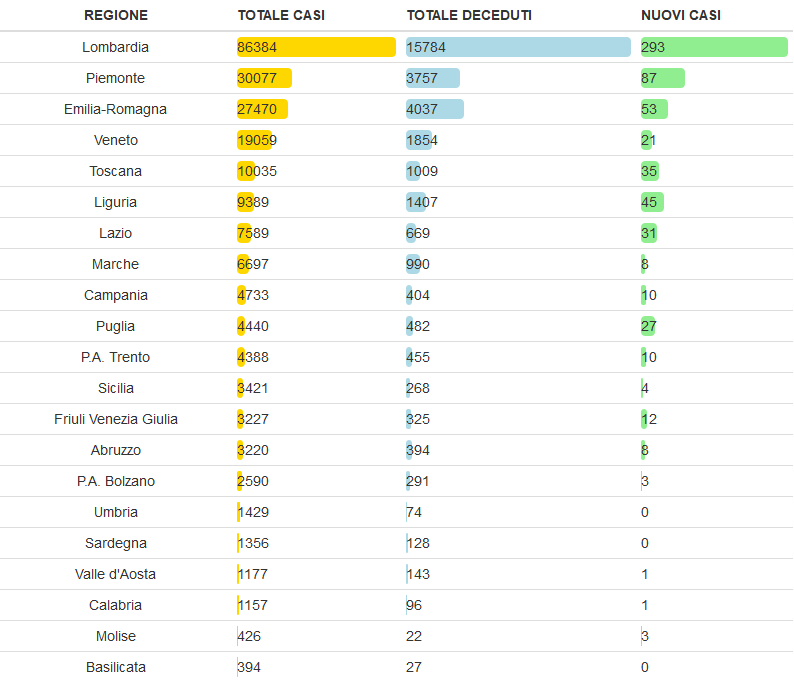 REGIONE TOTALE CASI TOTALE DECEDUTI NUOVI CASI
Lombardia 86384 15784 293
Piemonte 30077 3757 87
Emilia-Romagna 27470 4037 53
Veneto 19059 1854 21
Toscana 10035 1009 35
Liguria 9389 1407 45
Lazio 7589 669 31
Marche 6697 990 8
Campania 4733 404 10
Puglia 4440 482 27
P.A. Trento 4388 455 10
Sicilia 3421 268 4
Friuli Venezia Giulia 3227 325 12
Abruzzo 3220 394 8
P.A. Bolzano 2590 291 3
Umbria 1429 74 0
Sardegna 1356 128 0
Valle d'Aosta 1177 143 1
Calabria 1157 96 1
Molise 426 22 3
Basilicata 394 27 0